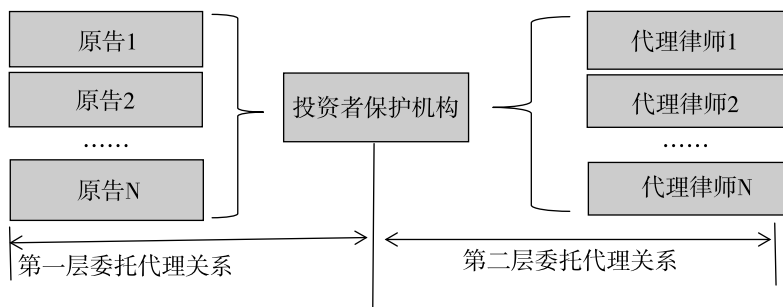 原告1
原告2
……
原告N
投资者保护机构
代理律师1
代理律师2
……
代理律师N
第一层委托代理关系
第二层委托代理关系